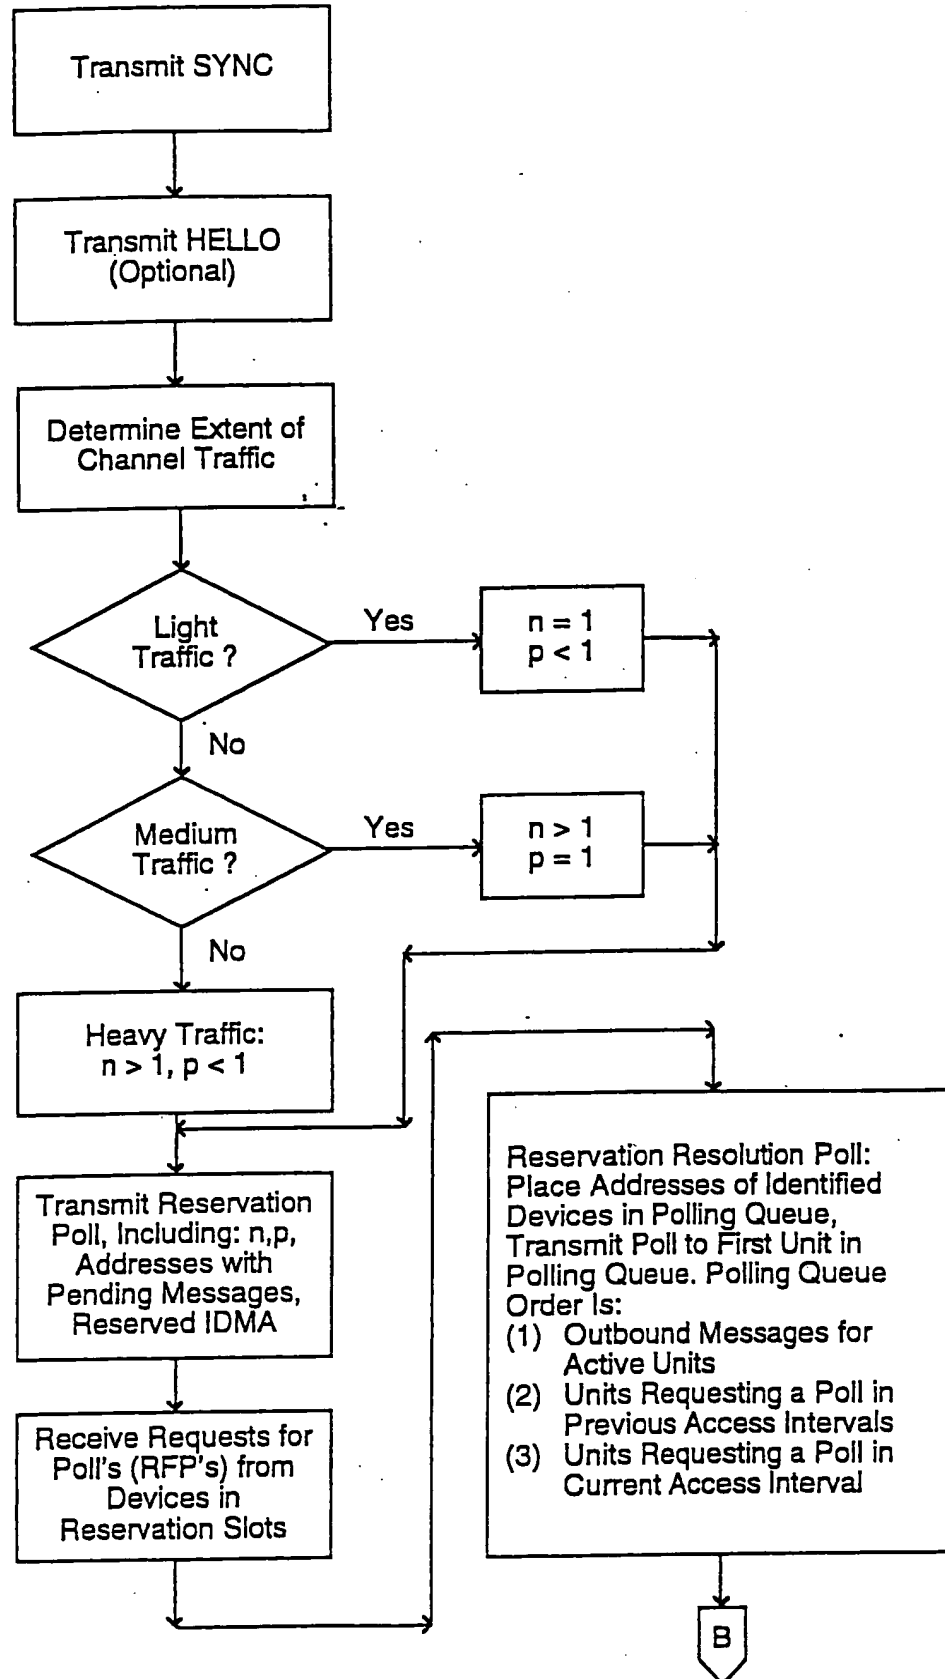 Transmit SYNC
Transmit HELLO
(Optional)
Determine Extent of
Channel Traffic
Light
Traffic ?
Yes
n = 1
p < 1
No
Medium
Traffic ?
Yes
n > 1
p = 1
No
Heavy Traffic:
n > 1, p < 1
Transmit Reservation
Poll, Including: n,p,
Addresses with
Pending Messages,
Reserved IDMA
Receive Requests for
Poll's (RFP's) from
Devices in
Reservation Slots
Reservation Resolution Poll:
Place Addresses of Identified
Devices in Polling Queue,
Transmit Poll to First Unit in
Polling Queue. Polling Queue
Order Is:
(1) Outbound Messages for
Active Units
(2) Units Requesting a Poll in
Previous Access Intervals
(3) Units Requesting a Poll in
Current Access Interval
B